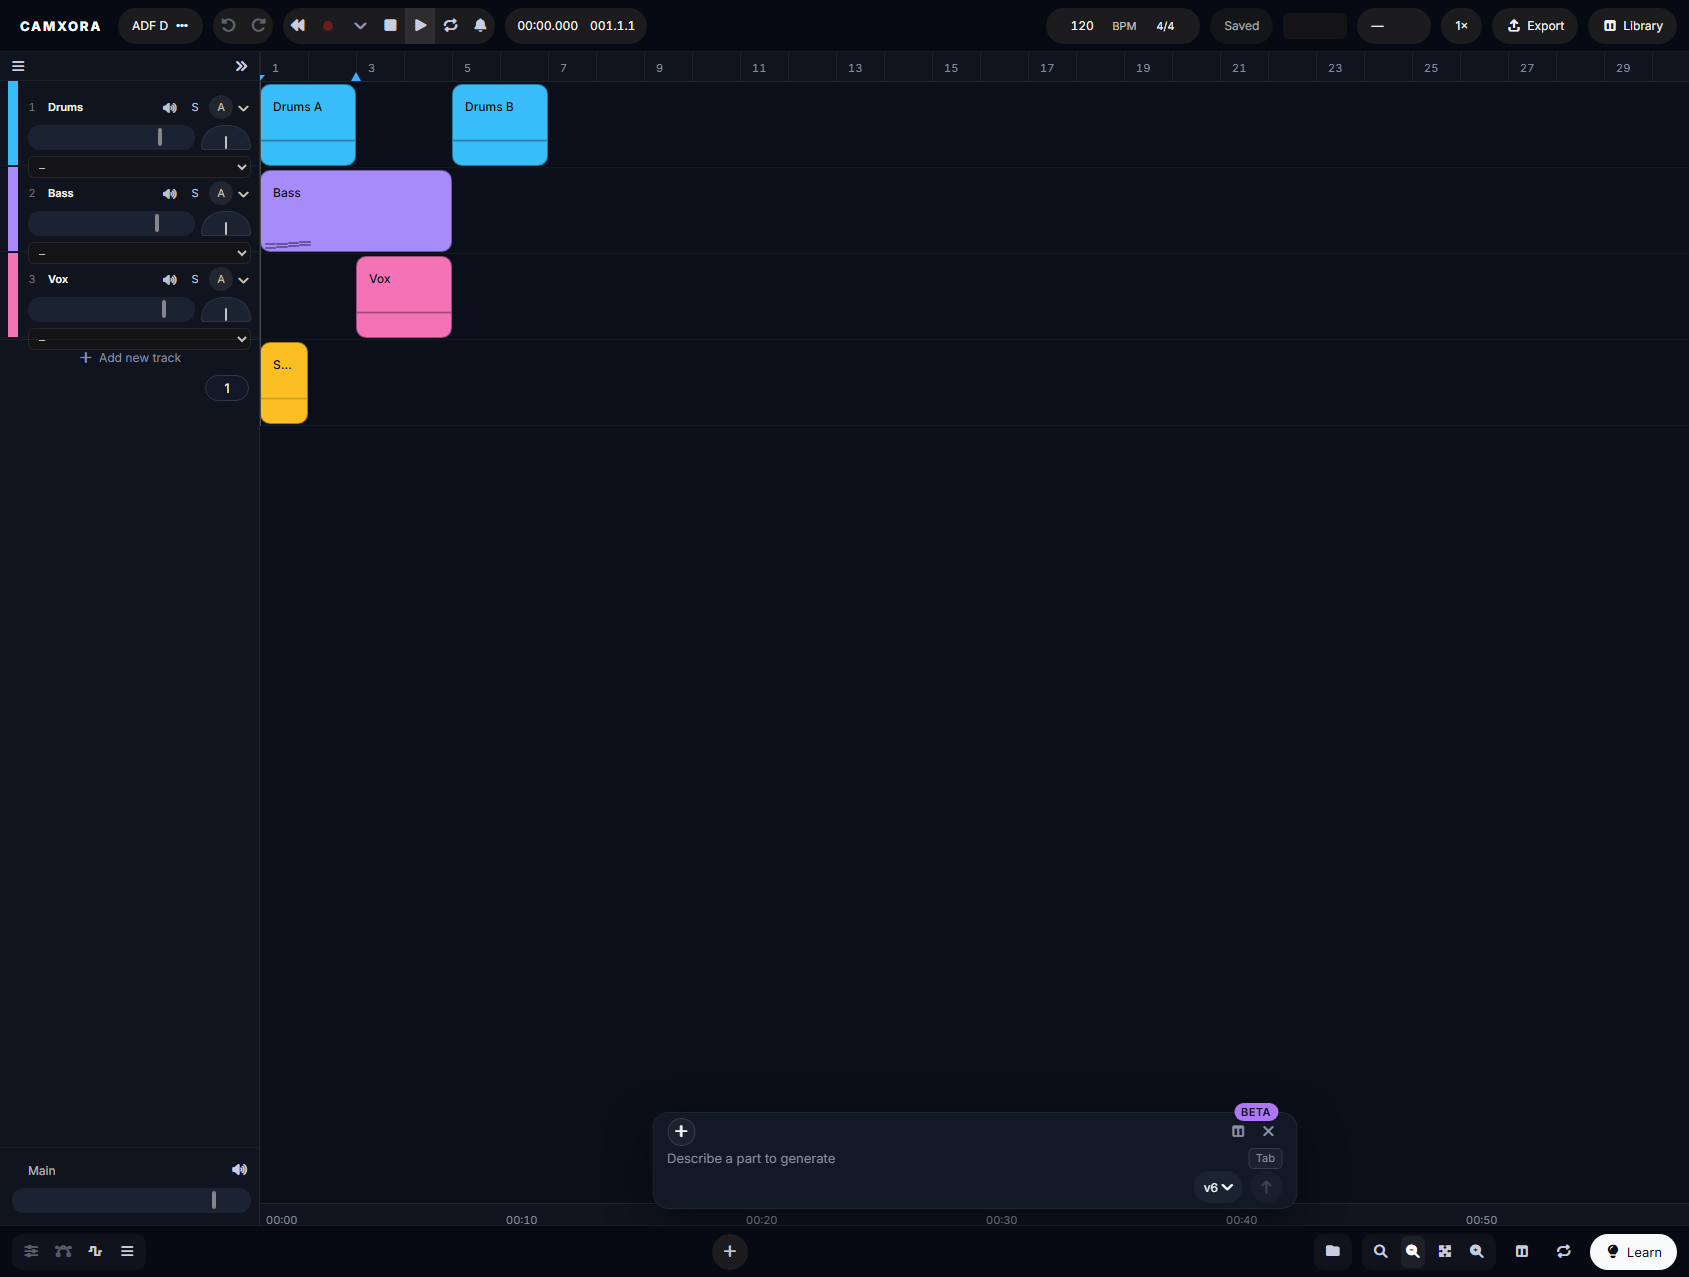 CAMXORA
ADF D
00:00.000 001.1.1
120 BPM 4/4
Saved
—
1×
Export
Library
1 3 5 7 9 11 13 15 17 19 21 23 25 27 29
1 Drums S A
–
2 Bass S A
–
3 Vox S A
–
Add new track
1
Drums A
Drums B
Bass
Vox
S...
BETA
Describe a part to generate
Tab
v6
Main
00:00 00:10 00:20 00:30 00:40 00:50
Learn